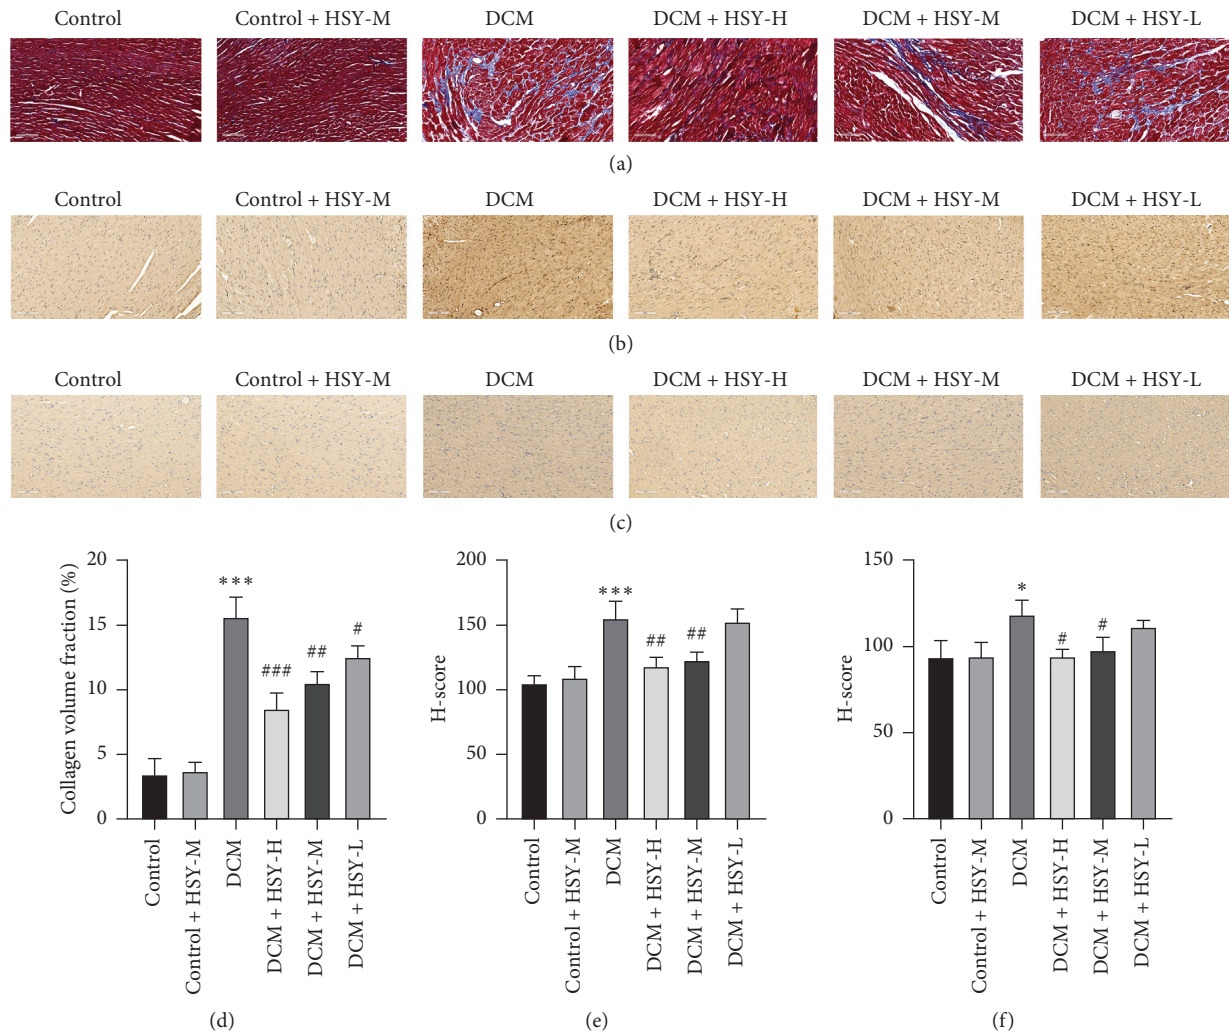 Control Control + HSY-M DCM DCM + HSY-H DCM + HSY-M DCM + HSY-L
(a)
Control Control + HSY-M DCM DCM + HSY-H DCM + HSY-M DCM + HSY-L
(b)
Control Control + HSY-M DCM DCM + HSY-H DCM + HSY-M DCM + HSY-L
(c)
Collagen volume fraction (%)
20
15
10
5
0
***
###
##
#
Control
Control + HSY-M
DCM
DCM + HSY-H
DCM + HSY-M
DCM + HSY-L
(d)
H-score
200
150
100
50
0
***
##
##
Control
Control + HSY-M
DCM
DCM + HSY-H
DCM + HSY-M
DCM + HSY-L
(e)
H-score
150
100
50
0
*
#
#
Control
Control + HSY-M
DCM
DCM + HSY-H
DCM + HSY-M
DCM + HSY-L
(f)